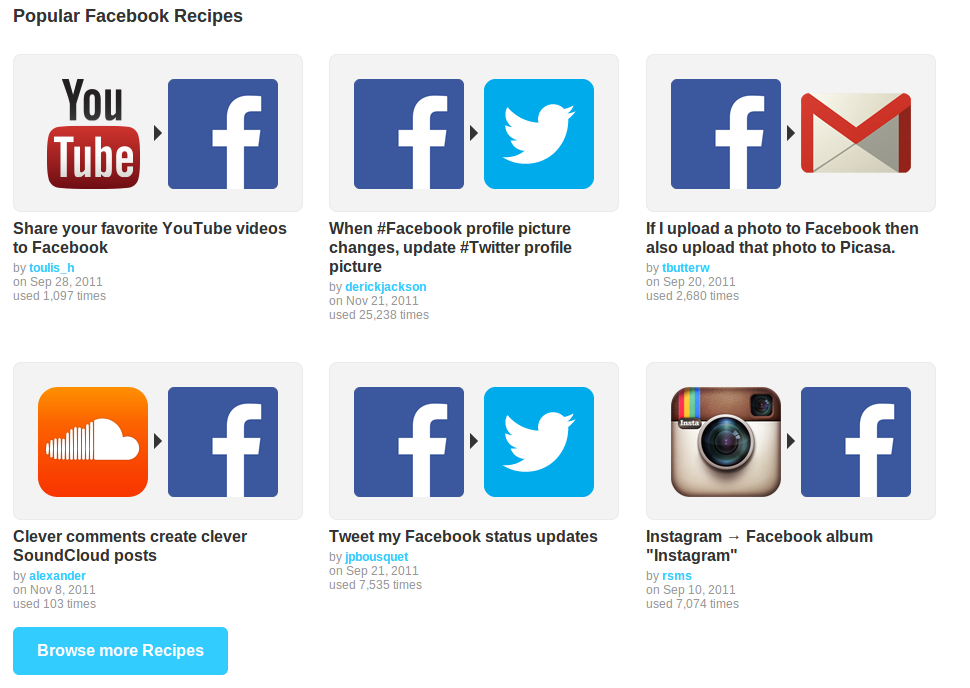 Popular Facebook Recipes
You
Tube
Share your favorite YouTube videos
to Facebook
by toulis_h
on Sep 28, 2011
used 1,097 times
When #Facebook profile picture
changes, update #Twitter profile
picture
by derickjackson
on Nov 21, 2011
used 25,238 times
If I upload a photo to Facebook then
also upload that photo to Picasa.
by tbutterw
on Sep 20, 2011
used 2,680 times
Clever comments create clever
SoundCloud posts
by alexander
on Nov 8, 2011
used 103 times
Tweet my Facebook status updates
by jpbousquet
on Sep 21, 2011
used 7,535 times
Insta
Instagram → Facebook album
"Instagram"
by rsms
on Sep 10, 2011
used 7,074 times
Browse more Recipes